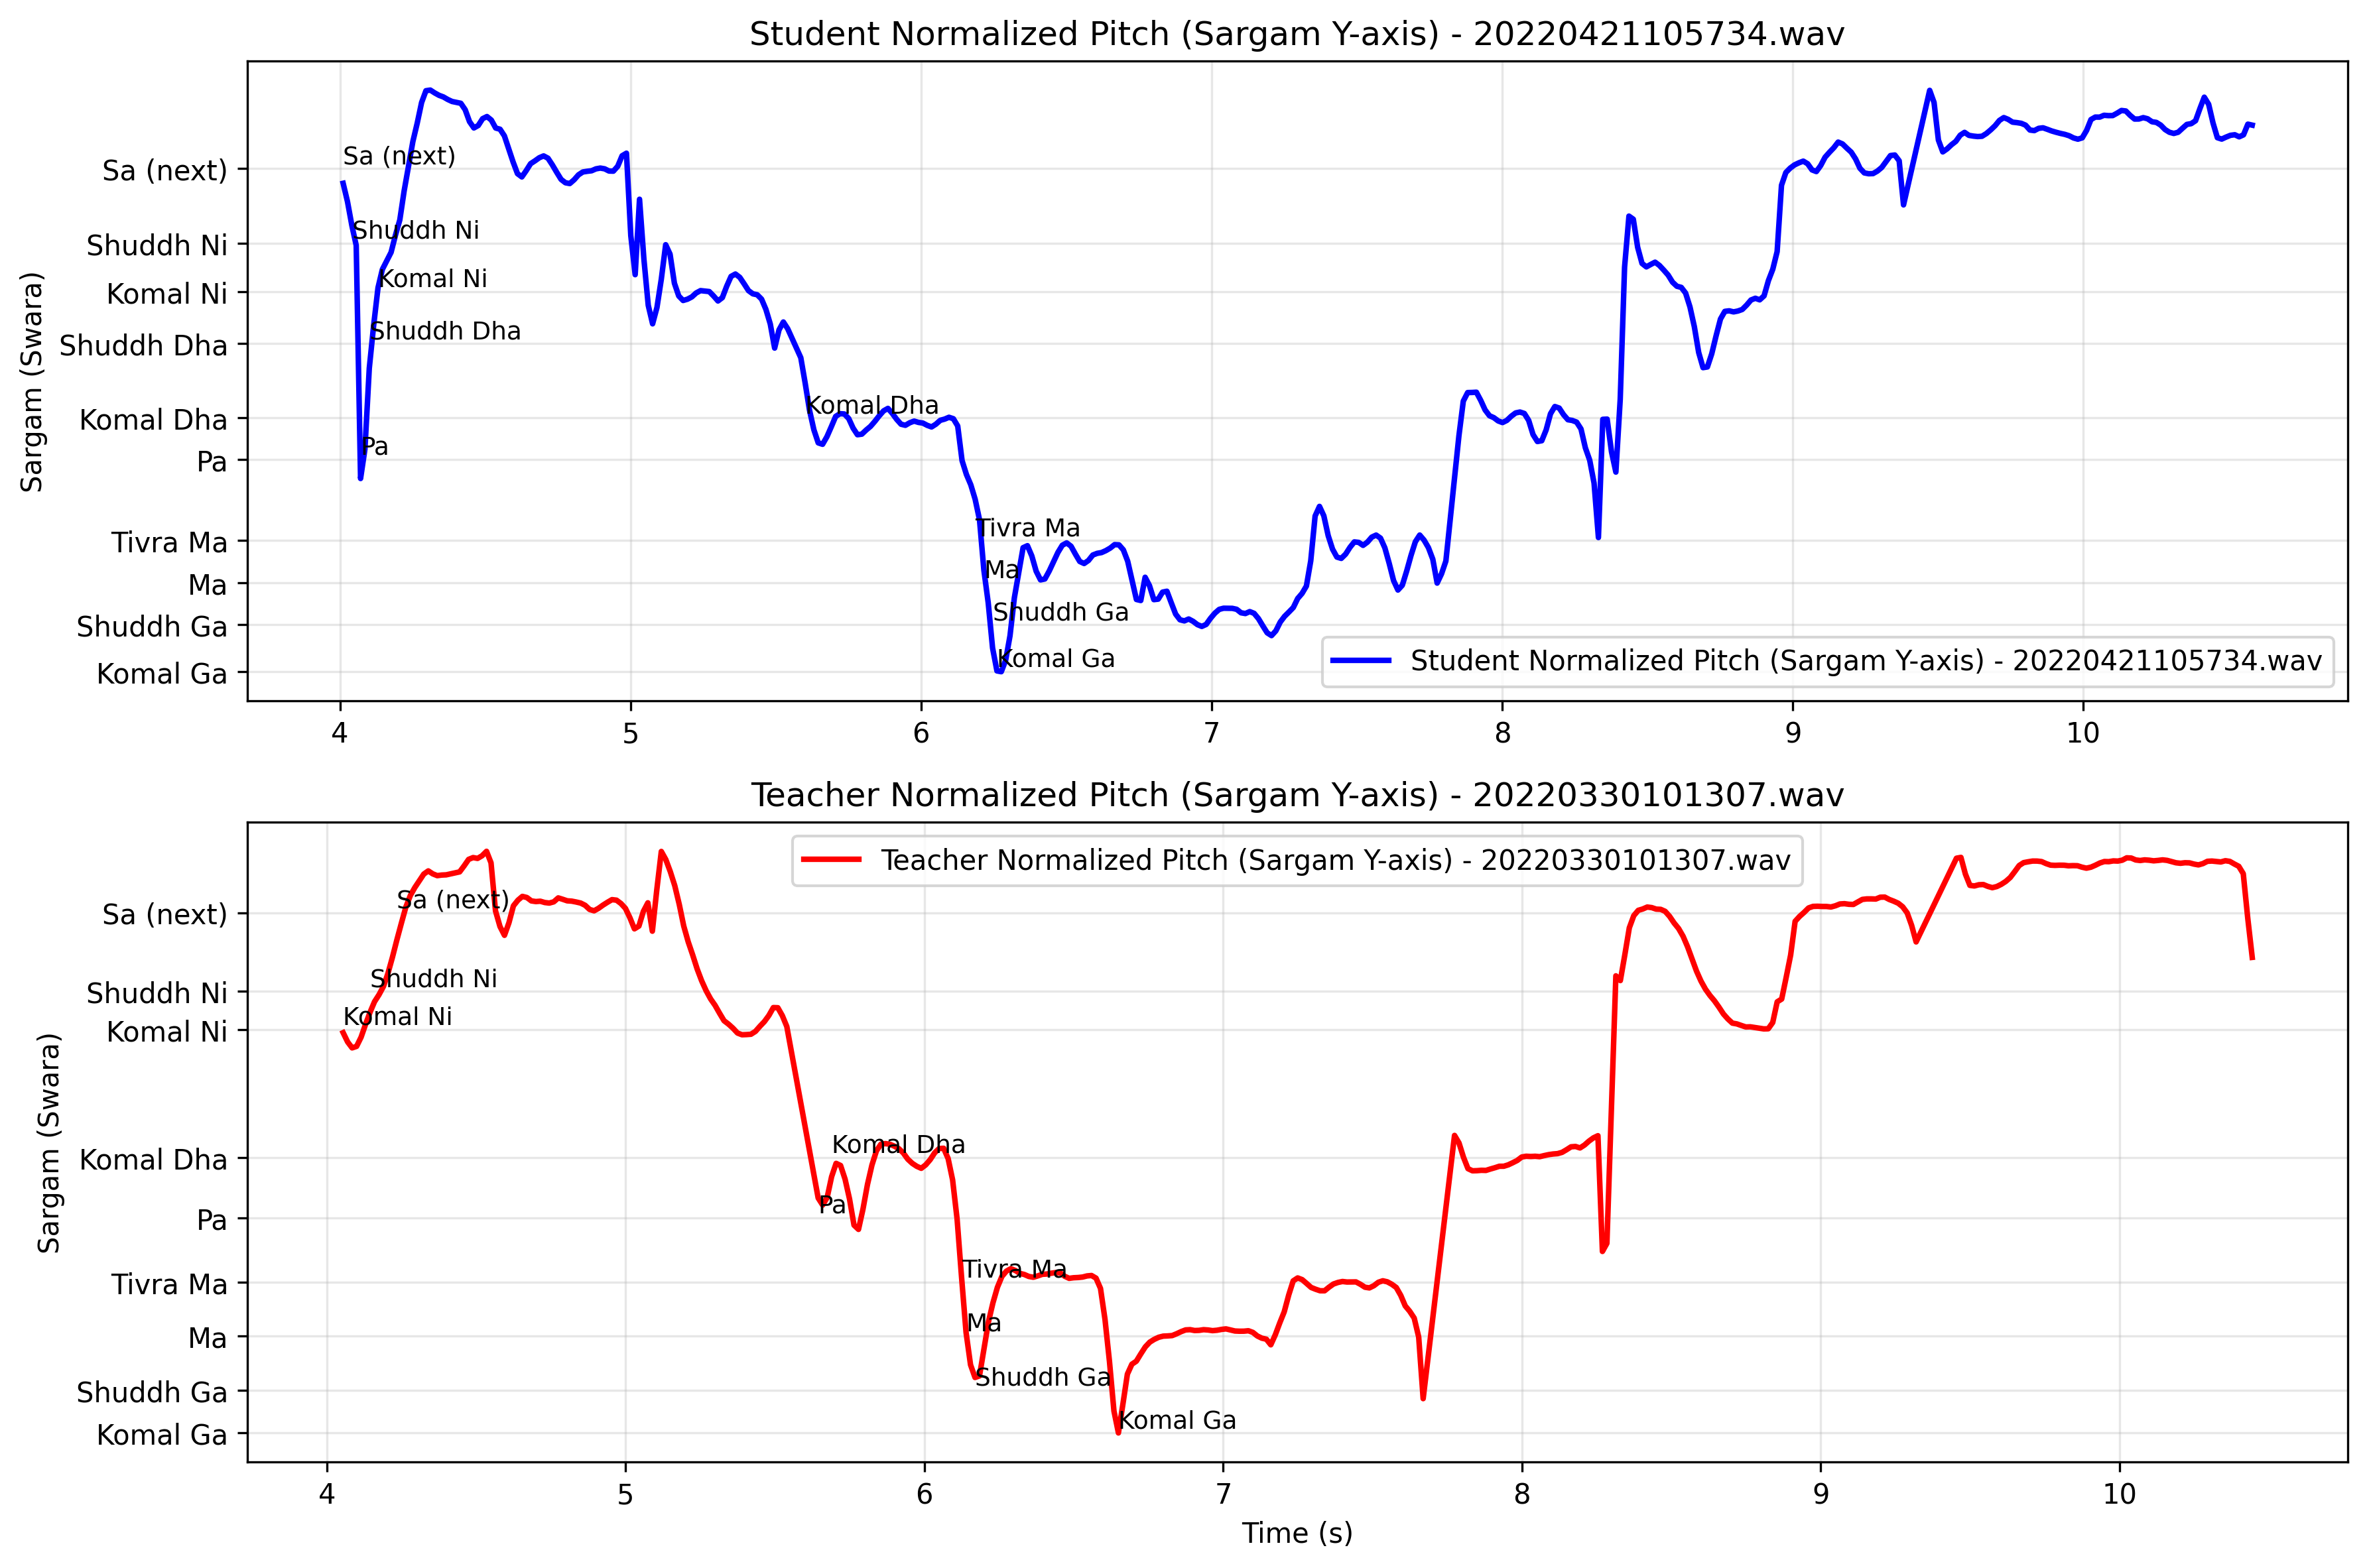 Student Normalized Pitch (Sargam Y-axis) - 20220421105734.wav
Sargam (Swara)
Sa (next)
Shuddh Ni
Komal Ni
Shuddh Dha
Komal Dha
Pa
Tivra Ma
Ma
Shuddh Ga
Komal Ga
Sa (next)
Shuddh Ni
Komal Ni
Shuddh Dha
Pa
Komal Dha
Tivra Ma
Ma
Shuddh Ga
Komal Ga
Student Normalized Pitch (Sargam Y-axis) - 20220421105734.wav
4 5 6 7 8 9 10
Teacher Normalized Pitch (Sargam Y-axis) - 20220330101307.wav
Sargam (Swara)
Sa (next)
Shuddh Ni
Komal Ni
Komal Dha
Pa
Tivra Ma
Ma
Shuddh Ga
Komal Ga
Teacher Normalized Pitch (Sargam Y-axis) - 20220330101307.wav
Sa (next)
Shuddh Ni
Komal Ni
Komal Dha
Pa
Tivra Ma
Ma
Shuddh Ga
Komal Ga
4 5 6 7 8 9 10
Time (s)